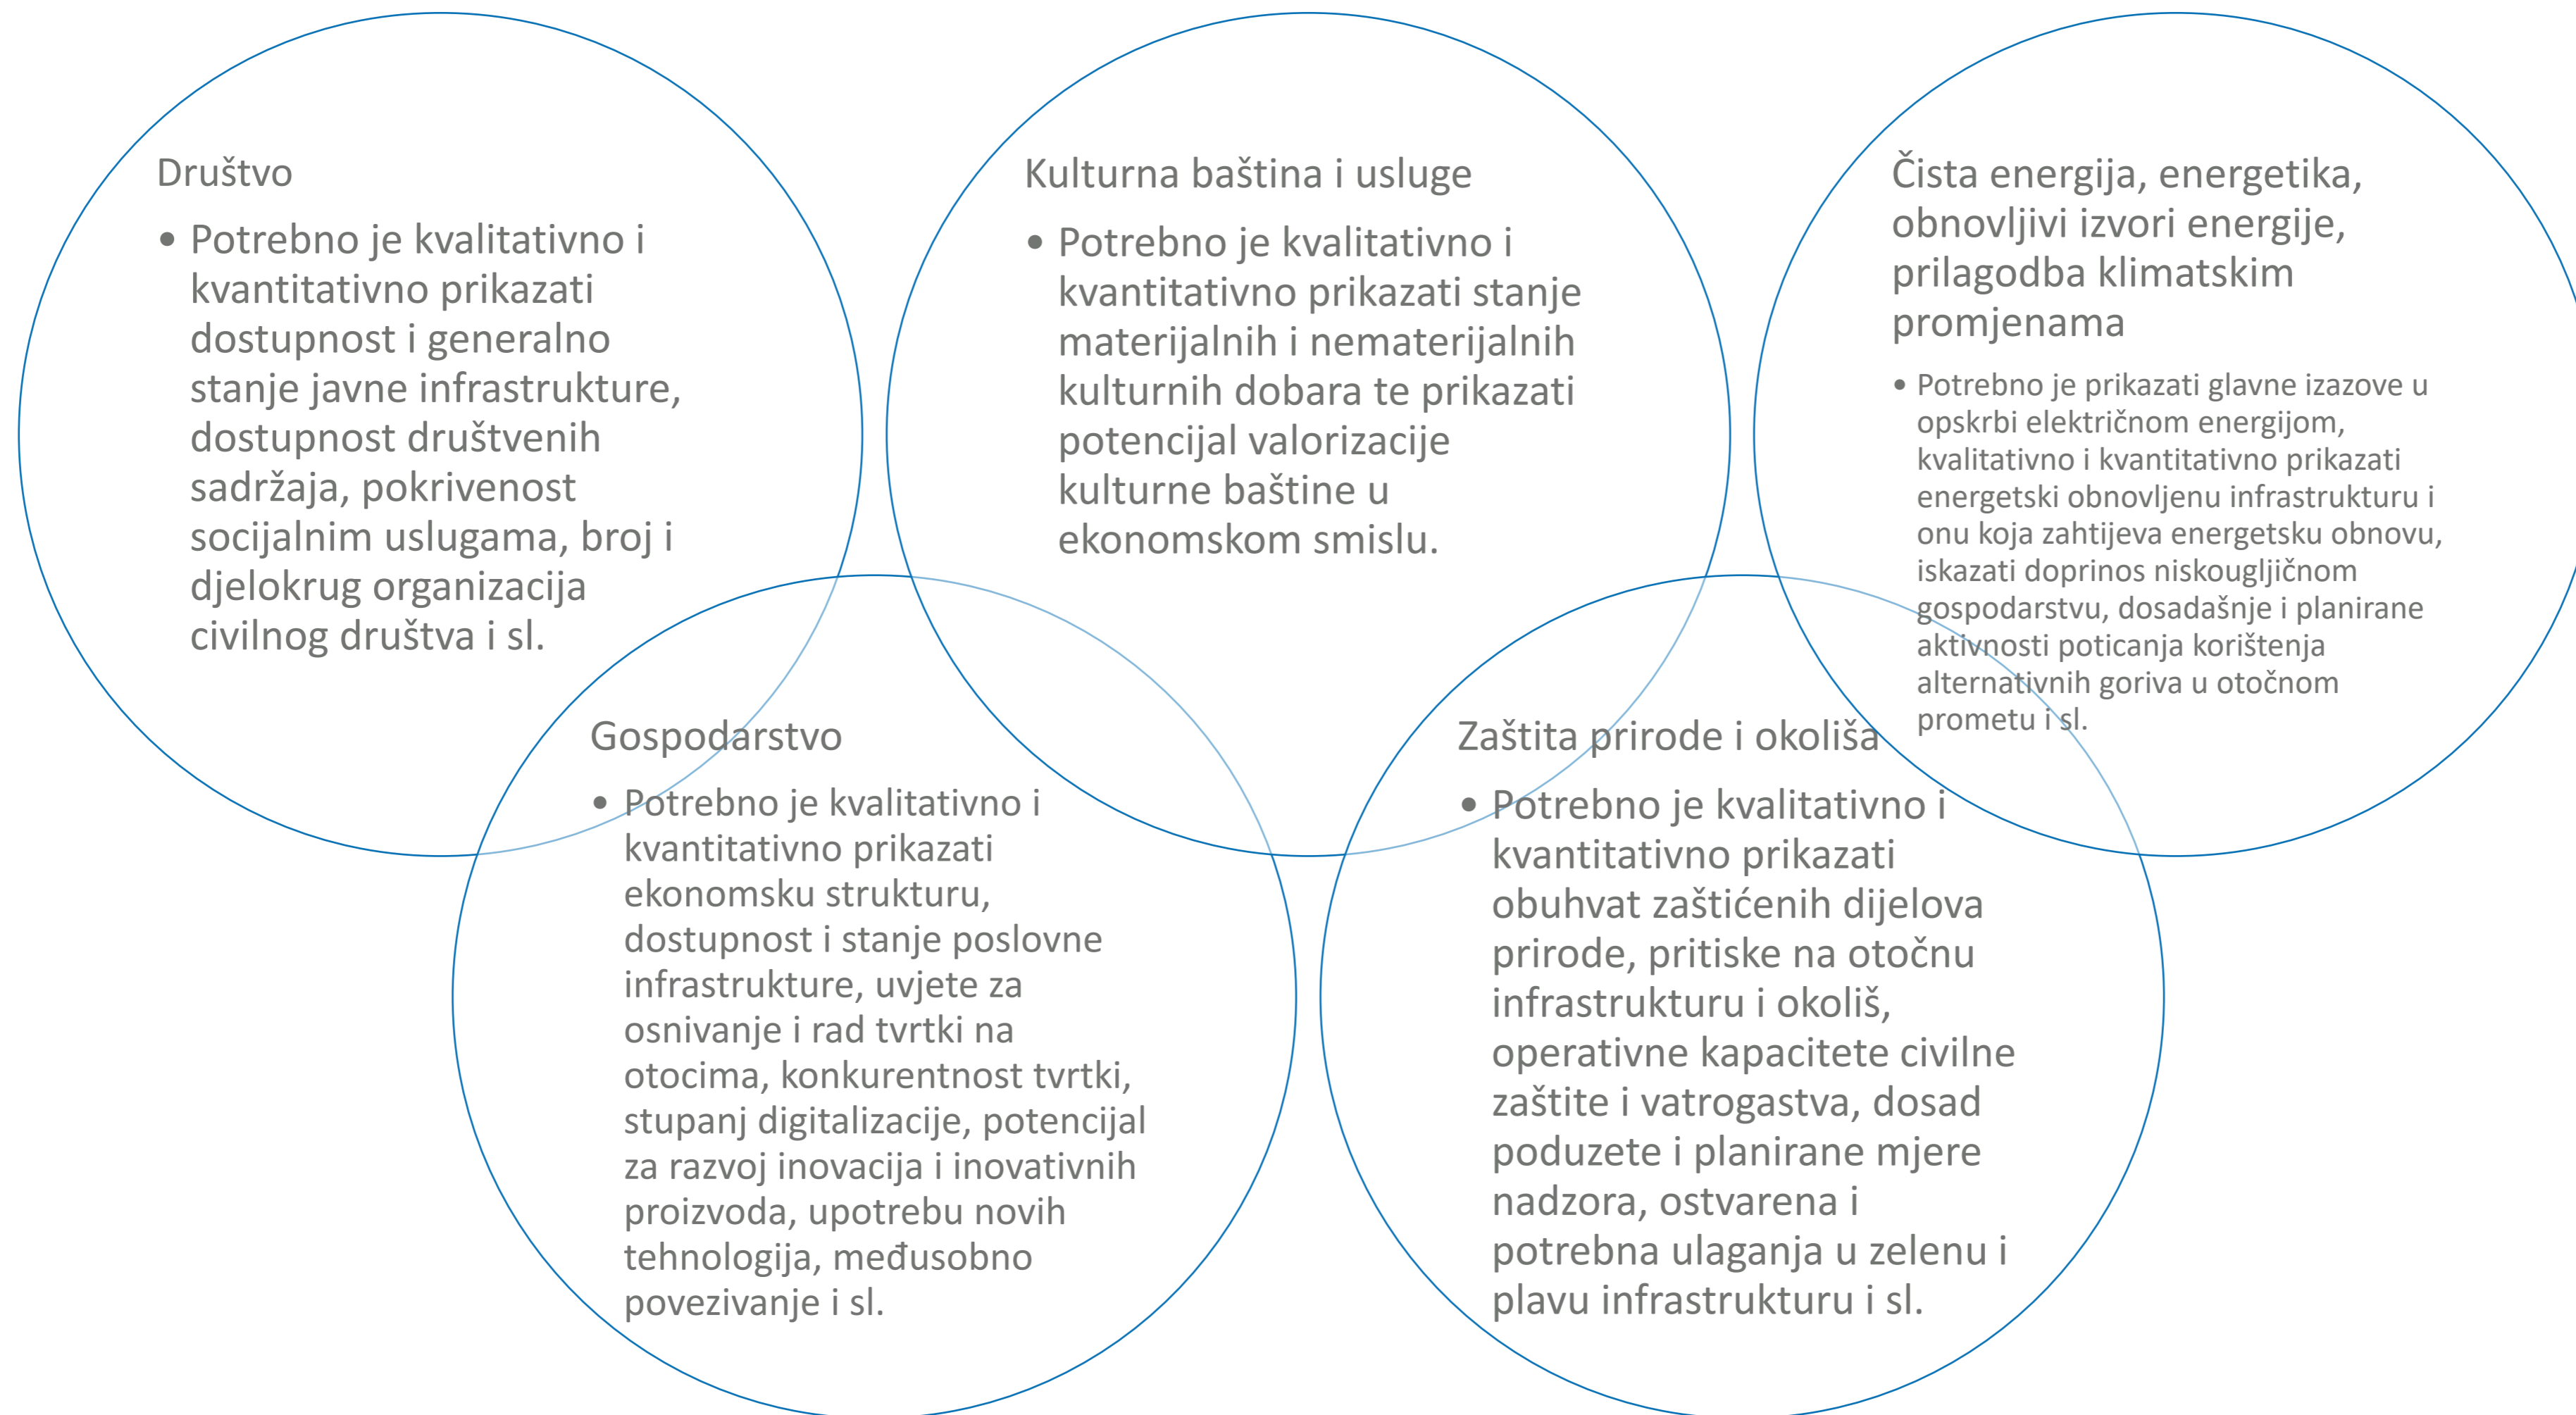 Društvo
• Potrebno je kvalitativno i
kvantitativno prikazati
dostupnost i generalno
stanje javne infrastrukture,
dostupnost društvenih
sadržaja, pokrivenost
socijalnim uslugama, broj i
djelokrug organizacija
civilnog društva i sl.
Gospodarstvo
• Potrebno je kvalitativno i
kvantitativno prikazati
ekonomsku strukturu,
dostupnost i stanje poslovne
infrastrukture, uvjete za
osnivanje i rad tvrtki na
otocima, konkurentnost tvrtki,
stupanj digitalizacije, potencijal
za razvoj inovacija i inovativnih
proizvoda, upotrebu novih
tehnologija, međusobno
povezivanje i sl.
Kulturna baština i usluge
• Potrebno je kvalitativno i
kvantitativno prikazati stanje
materijalnih i nematerijalnih
kulturnih dobara te prikazati
potencijal valorizacije
kulturne baštine u
ekonomskom smislu.
Zaštita prirode i okoliša
• Potrebno je kvalitativno i
kvantitativno prikazati
obuhvat zaštićenih dijelova
prirode, pritiske na otočnu
infrastrukturu i okoliš,
operativne kapacitete civilne
zaštite i vatrogastva, dosad
poduzete i planirane mjere
nadzora, ostvarena i
potrebna ulaganja u zelenu i
plavu infrastrukturu i sl.
Čista energija, energetika,
obnovljivi izvori energije,
prilagodba klimatskim
promjenama
• Potrebno je prikazati glavne izazove u
opskrbi električnom energijom,
kvalitativno i kvantitativno prikazati
energetski obnovljenu infrastrukturu i
onu koja zahtijeva energetsku obnovu,
iskazati doprinos niskougljičnom
gospodarstvu, dosadašnje i planirane
aktivnosti poticanja korištenja
alternativnih goriva u otočnom
prometu i sl.